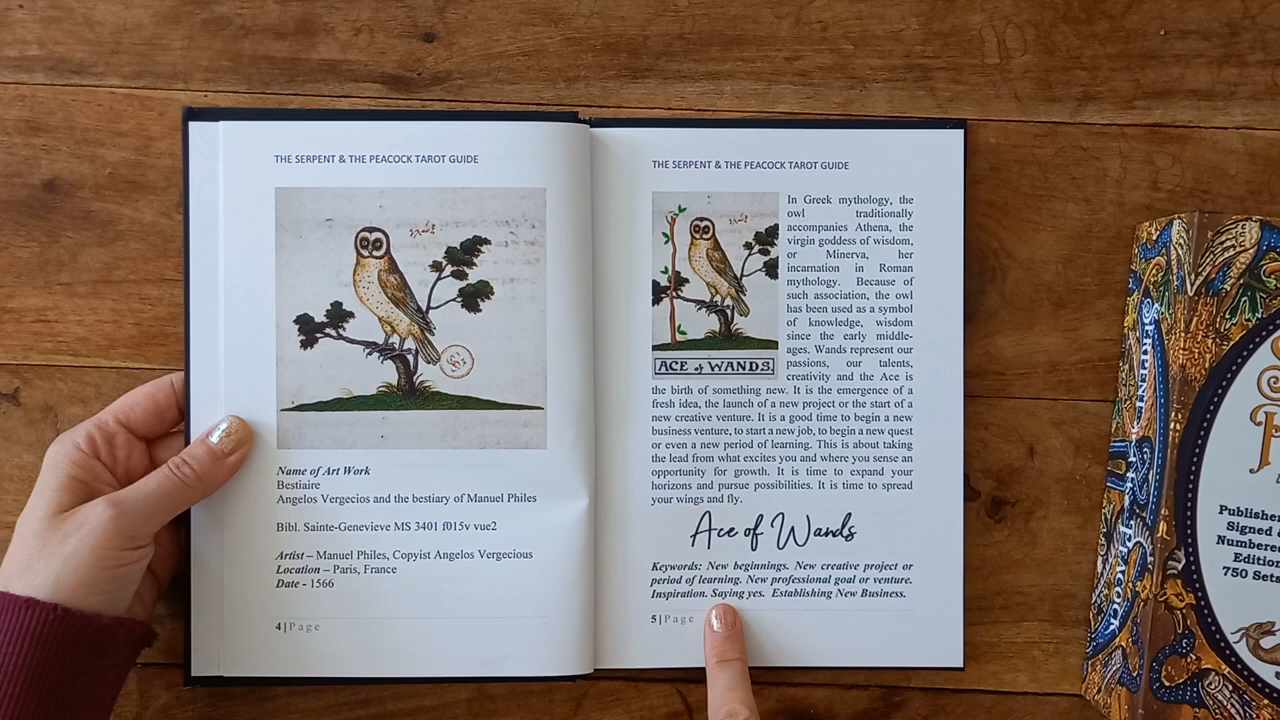 THE SERPENT & THE PEACOCK TAROT GUIDE
Name of Art Work
Bestiaire
Angelos Vergecios and the bestiary of Manuel Philes
Bibl. Sainte-Genevieve MS 3401 f015v vue2
Artist – Manuel Philes, Copyist Angelos Vergecious
Location – Paris, France
Date - 1566
4 | Page
THE SERPENT & THE PEACOCK TAROT GUIDE
ACE of WANDS.
In Greek mythology, the
owl traditionally
accompanies Athena, the
virgin goddess of wisdom,
or Minerva, her
incarnation in Roman
mythology. Because of
such association, the owl
has been used as a symbol
of knowledge, wisdom
since the early middle-
ages. Wands represent our
passions, our talents,
creativity and the Ace is
the birth of something new. It is the emergence of a
fresh idea, the launch of a new project or the start of a
new creative venture. It is a good time to begin a new
business venture, to start a new job, to begin a new quest
or even a new period of learning. This is about taking
the lead from what excites you and where you sense an
opportunity for growth. It is time to expand your
horizons and pursue possibilities. It is time to spread
your wings and fly.
Ace of Wands
Keywords: New beginnings. New creative project or
period of learning. New professional goal or venture.
Inspiration. Saying yes. Establishing New Business.
5 | Page
SERPENT
PEACOCK
Publisher
Signed
Numbere
Edition
750 Sets